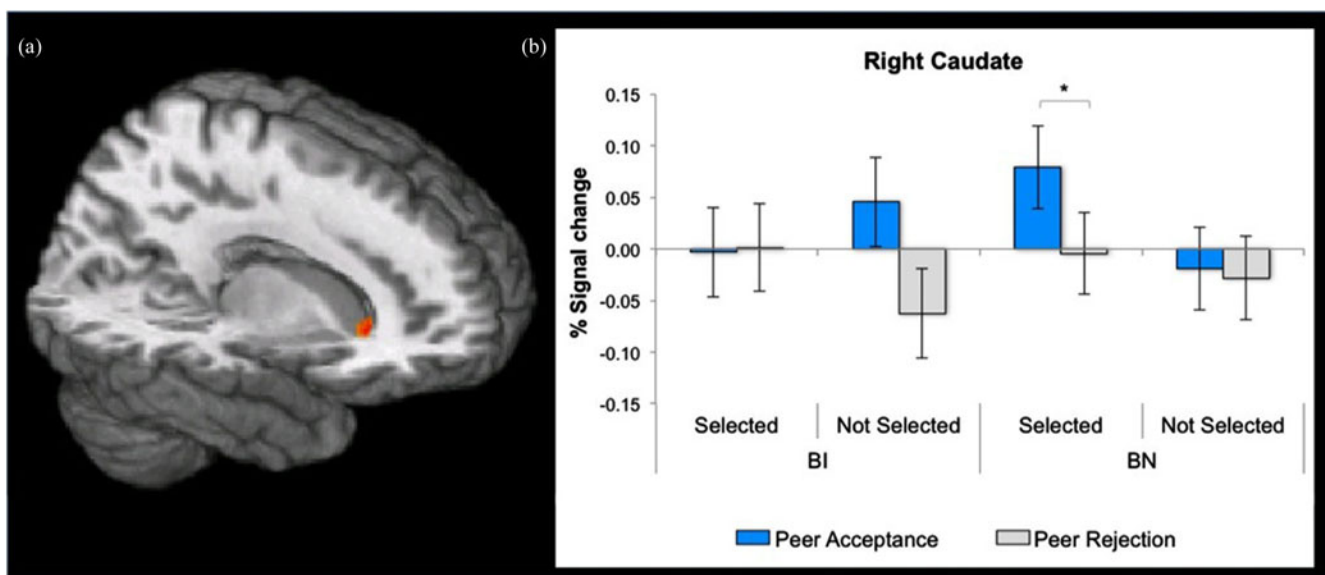 (a)
(b)
Right Caudate
*
% Signal change
0.15
0.10
0.05
0.00
-0.05
-0.10
-0.15
Selected Not Selected Selected Not Selected
BI BN
Peer Acceptance Peer Rejection